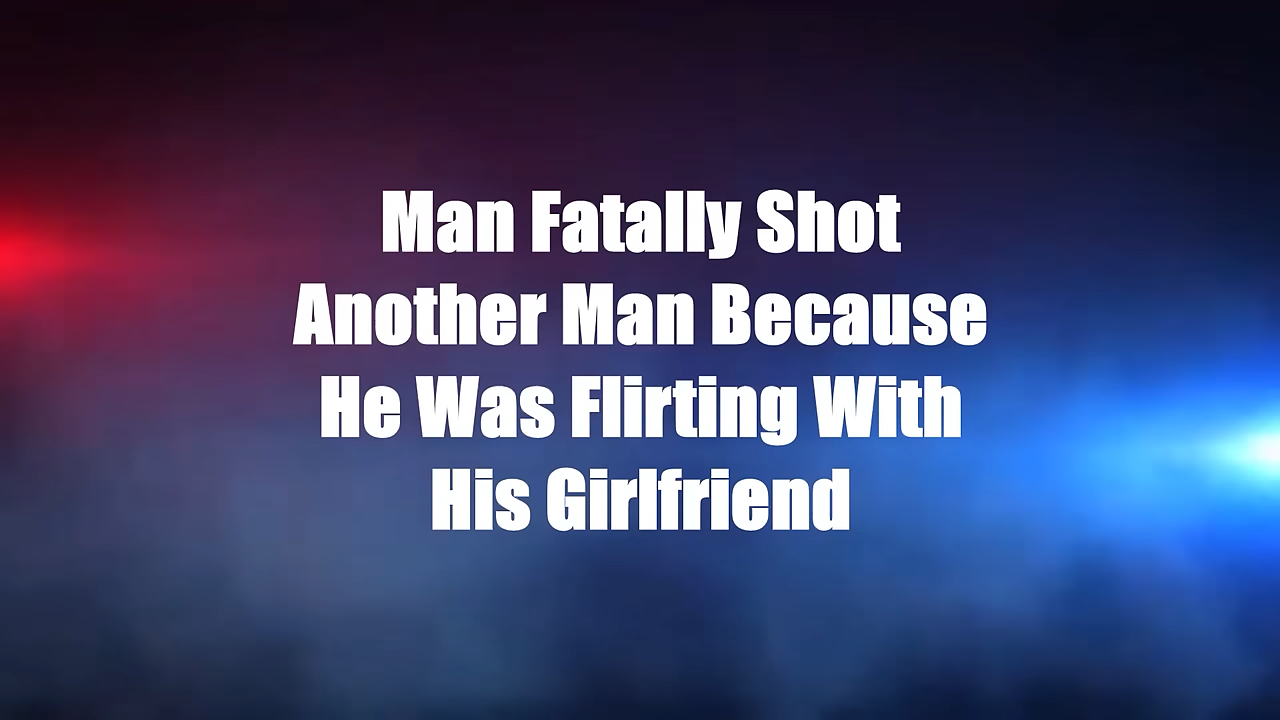 Man Fatally Shot
Another Man Because
He Was Flirting With
His Girlfriend